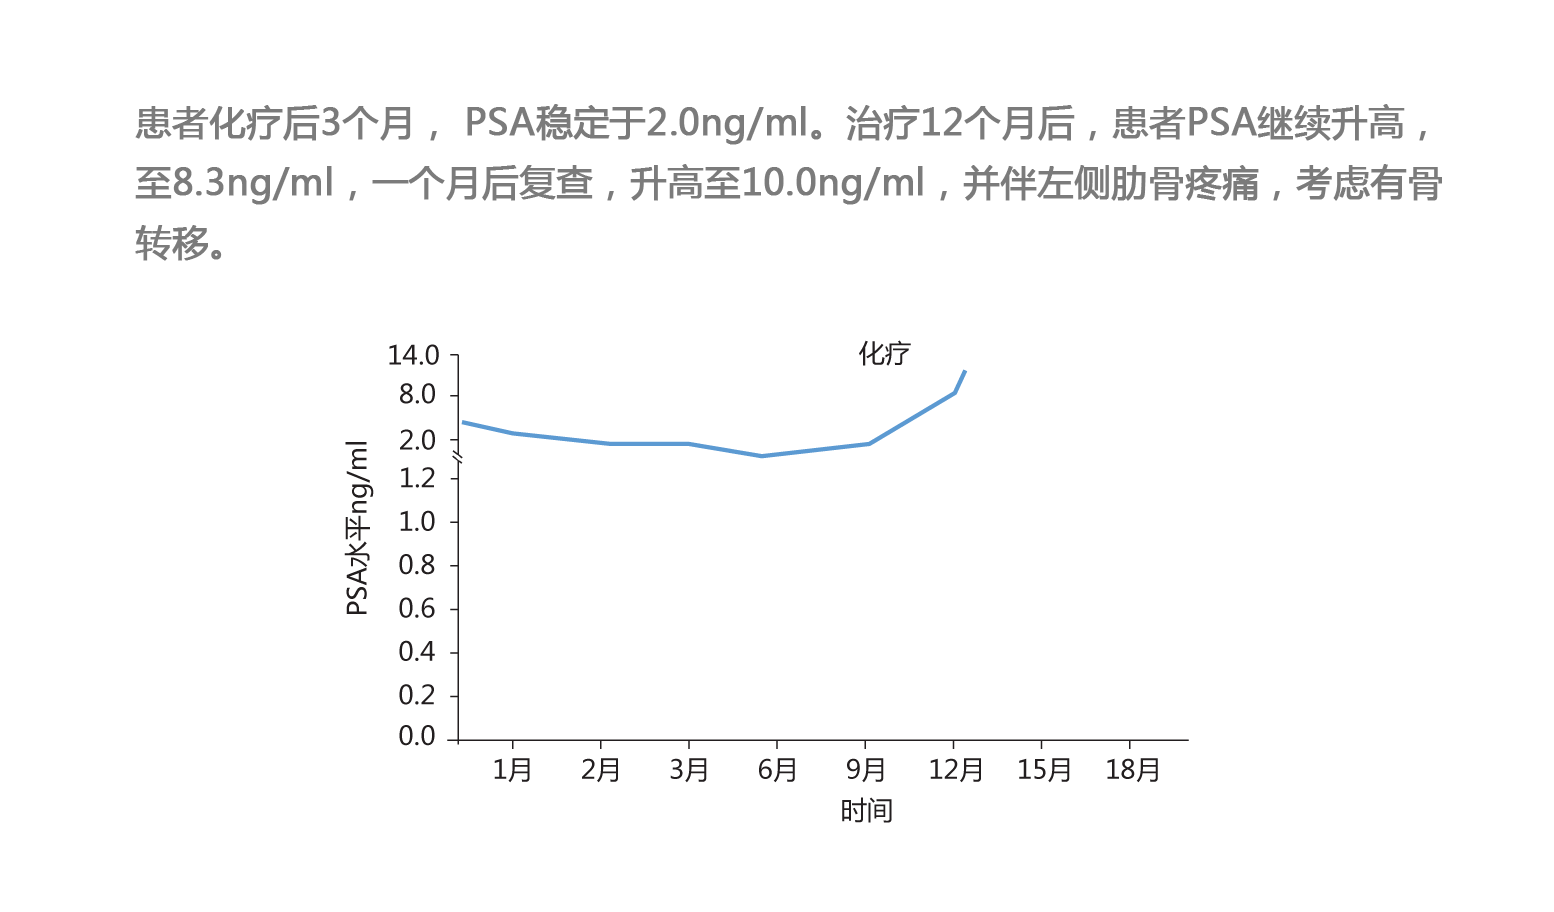 患者化疗后3个月， PSA稳定于2.0ng/ml。治疗12个月后，患者PSA继续升高，
至8.3ng/ml，一个月后复查，升高至10.0ng/ml，并伴左侧肋骨疼痛，考虑有骨
转移。
化疗
14.0
8.0
2.0
1.2
1.0
0.8
0.6
0.4
0.2
0.0
PSA水平ng/ml
1月 2月 3月 6月 9月 12月 15月 18月
时间